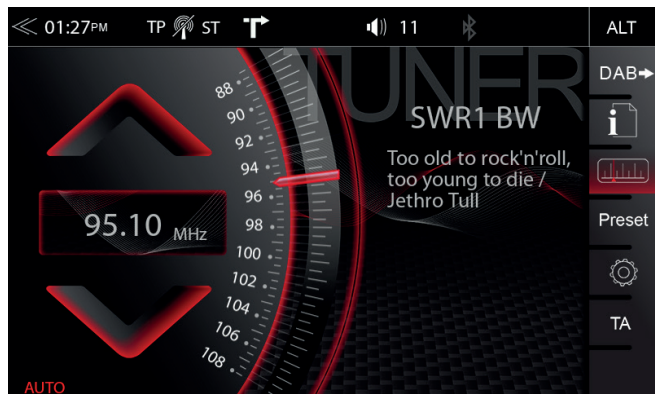 01:27PM TP ST 11 ALT
TUNER
DAB
i
SWR1 BW
Too old to rock'n'roll,
too young to die /
Jethro Tull
95.10 MHz
88
90
92
94
96
98
100
102
104
106
108
Preset
TA
AUTO